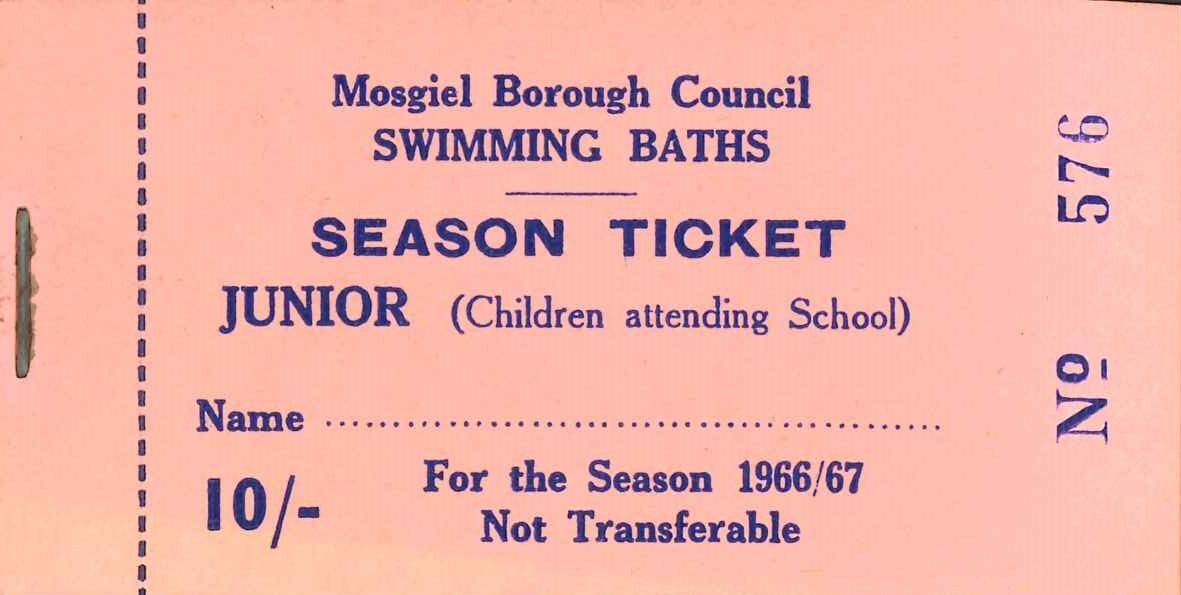 Mosgiel Borough Council
SWIMMING BATHS
SEASON TICKET
JUNIOR (Children attending School)
Name ................................................
10/-
For the Season 1966/67
Not Transferable
Nº 576